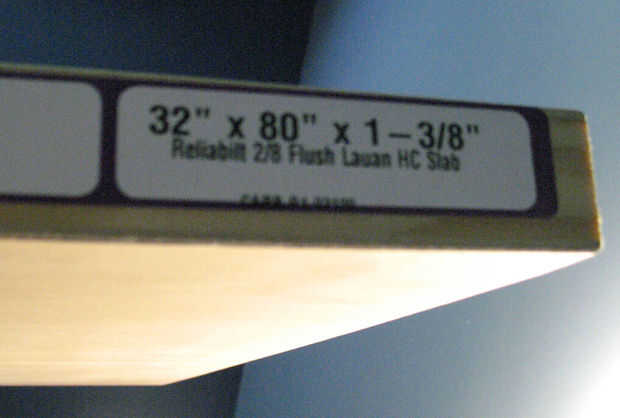 32" x 80" x 1-3/8"
Reliabilt 2/8 Flush Lauan HC Slab